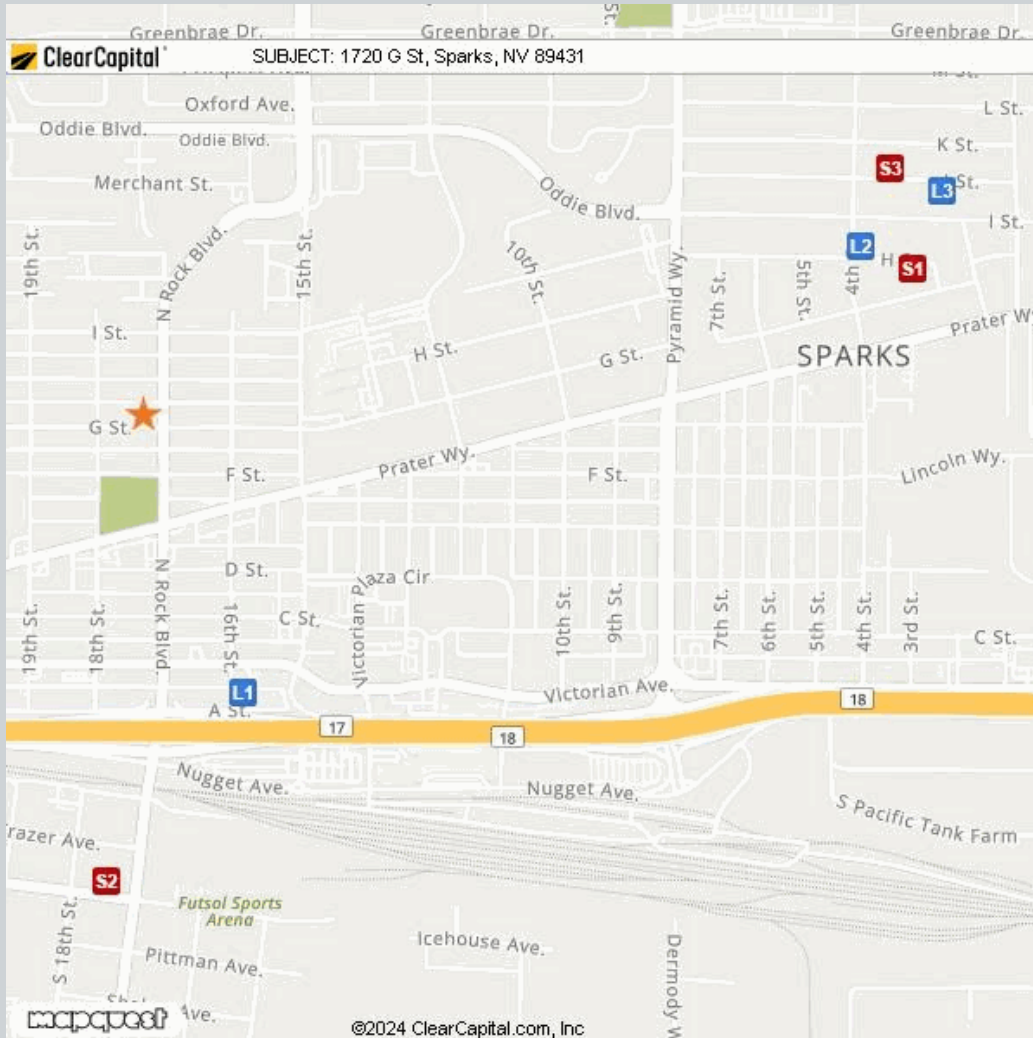 Greenbrae Dr.
Greenbrae Dr.
St.
Greenbrae Dr.
ClearCapital
SUBJECT: 1720 G St, Sparks, NV 89431
M St.
Oxford Ave.
L St.
Oddie Blvd.
Oddie Blvd.
K St.
S3
Merchant St.
Oddie Blvd.
L3
St.
I St.
19th St.
N Rock Blvd.
15th St.
10th St.
Pyramid Wy.
7th St.
5th St.
4th
L2
H
S1
I St.
H St.
G St.
Prater Wy
SPARKS
G St.
F St.
Prater Wy.
F St.
Lincoln Wy.
D St.
Victorian Plaza Cir
C St.
19th St.
18th St.
N Rock Blvd.
16th St.
10th St.
9th St.
7th St.
6th St.
5th St.
4th St.
3rd St.
C St.
L1
A St.
Victorian Ave.
17
18
18
Nugget Ave.
Nugget Ave.
S Pacific Tank Farm
razer Ave.
S2
S 18th St.
Futsol Sports
Arena
Pittman Ave.
Icehouse Ave.
Dermody W
Ave.
mapquest
©2024 ClearCapital.com, Inc